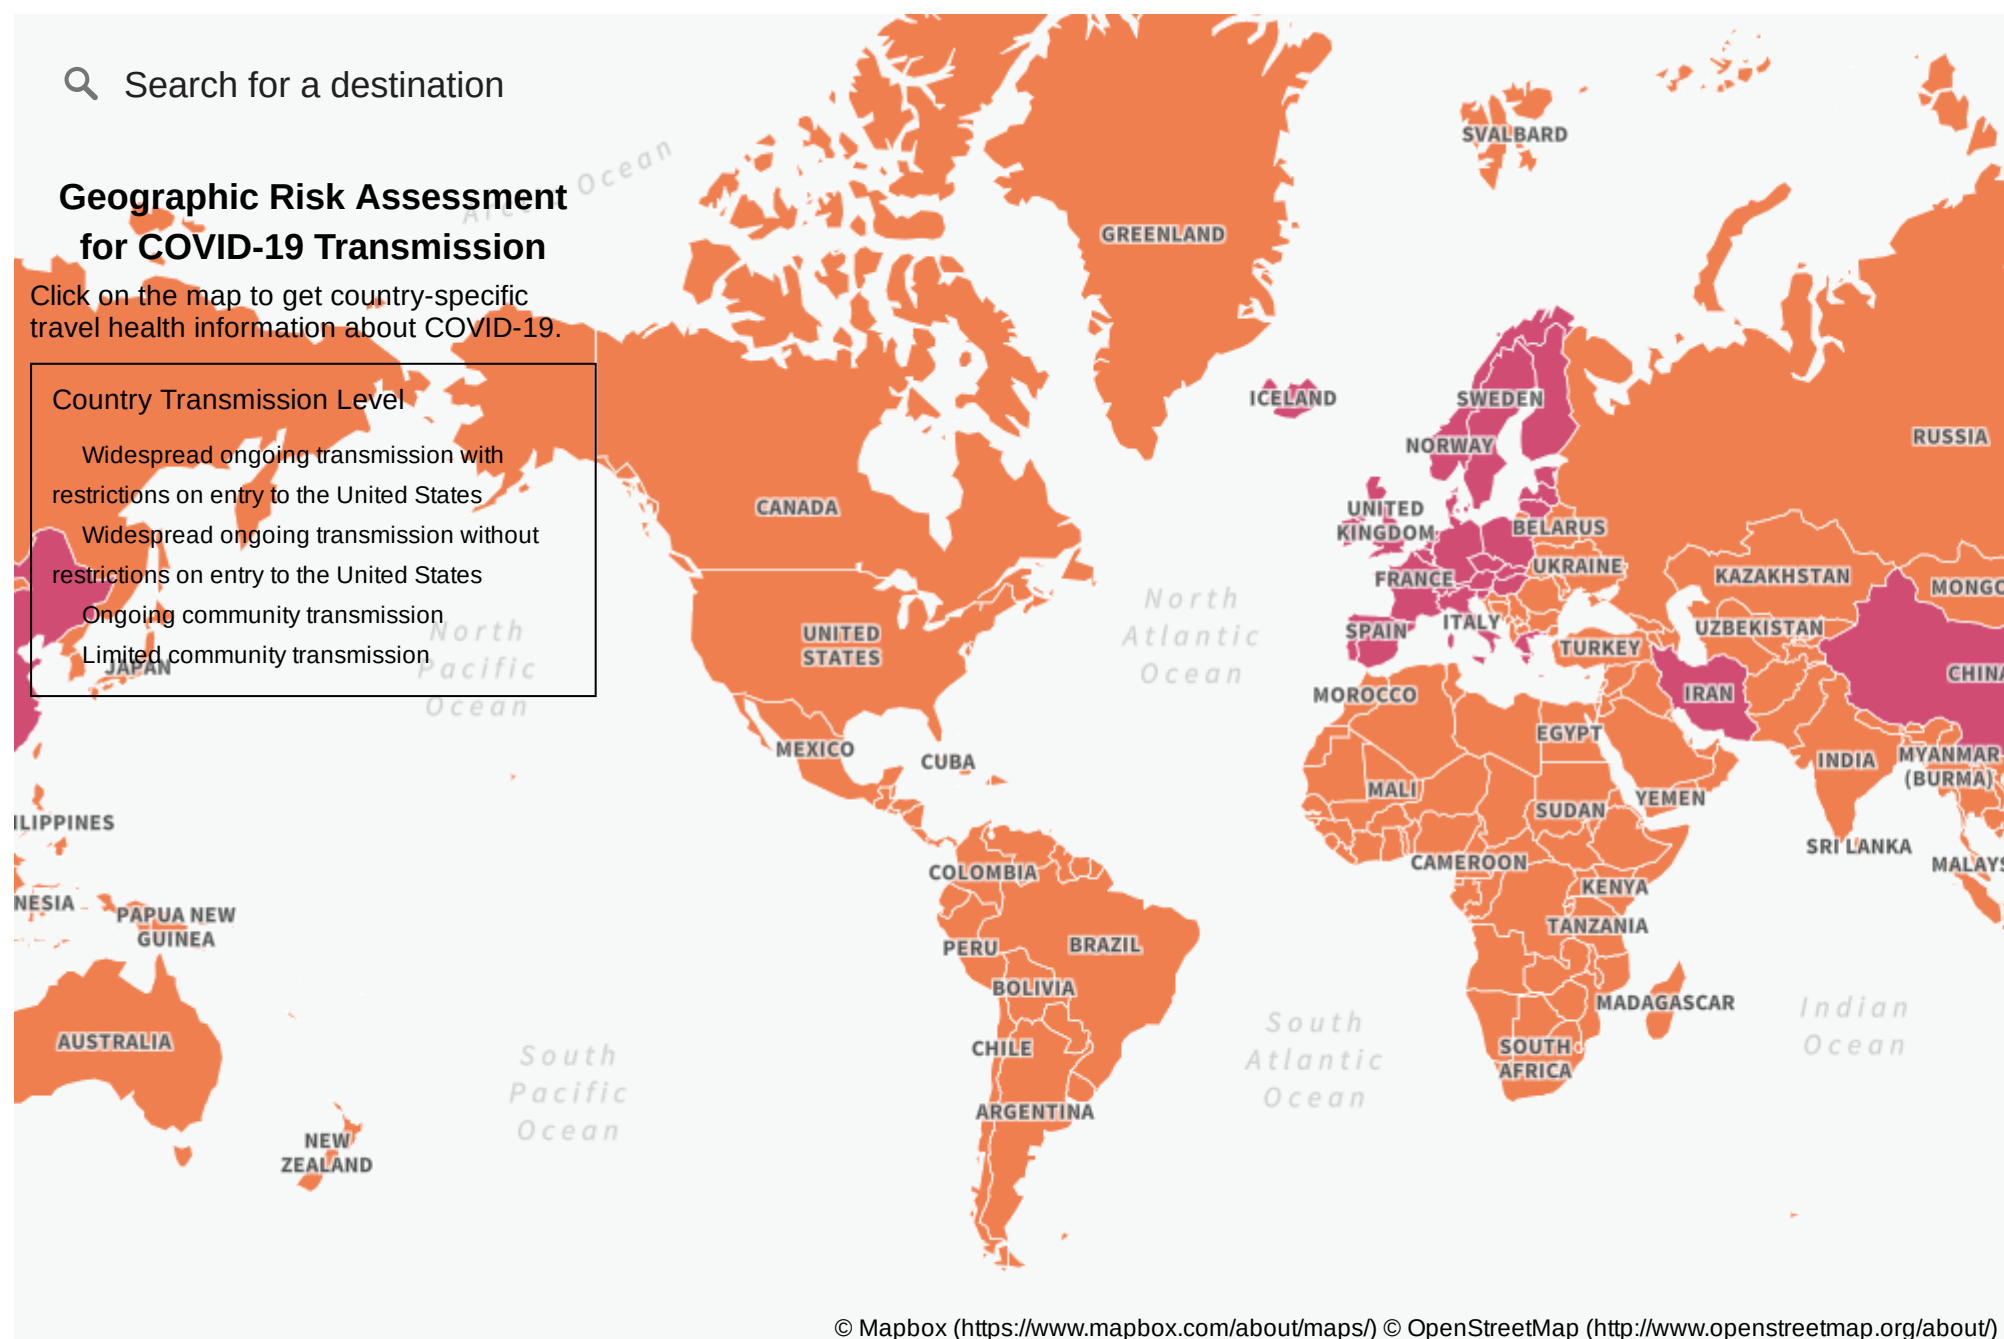 Search for a destination
Arctic Ocean
SVALBARD
Geographic Risk Assessment
for COVID-19 Transmission
GREENLAND
Click on the map to get country-specific
travel health information about COVID-19.
Country Transmission Level
Widespread ongoing transmission with
restrictions on entry to the United States
Widespread ongoing transmission without
restrictions on entry to the United States
Ongoing community transmission
Limited community transmission
ICELAND
SWEDEN
NORWAY
RUSSIA
CANADA
UNITED
KINGDOM
BELARUS
UKRAINE
FRANCE
KAZAKHSTAN
MONGO
North
Atlantic
Ocean
North
Pacific
Ocean
JAPAN
UNITED
STATES
SPAIN
ITALY
UZBEKISTAN
TURKEY
CHINA
IRAN
MOROCCO
EGYPT
MEXICO
CUBA
INDIA
MYANMAR
(BURMA)
MALI
SUDAN
YEMEN
ILIPPINES
SRI LANKA
MALAYS
COLOMBIA
CAMEROON
KENYA
NESIA
PAPUA NEW
GUINEA
TANZANIA
PERU
BRAZIL
BOLIVIA
MADAGASCAR
Indian
Ocean
AUSTRALIA
South
Pacific
Ocean
CHILE
South
Atlantic
Ocean
SOUTH
AFRICA
ARGENTINA
NEW
ZEALAND
© Mapbox (https://www.mapbox.com/about/maps/) © OpenStreetMap (http://www.openstreetmap.org/about/)